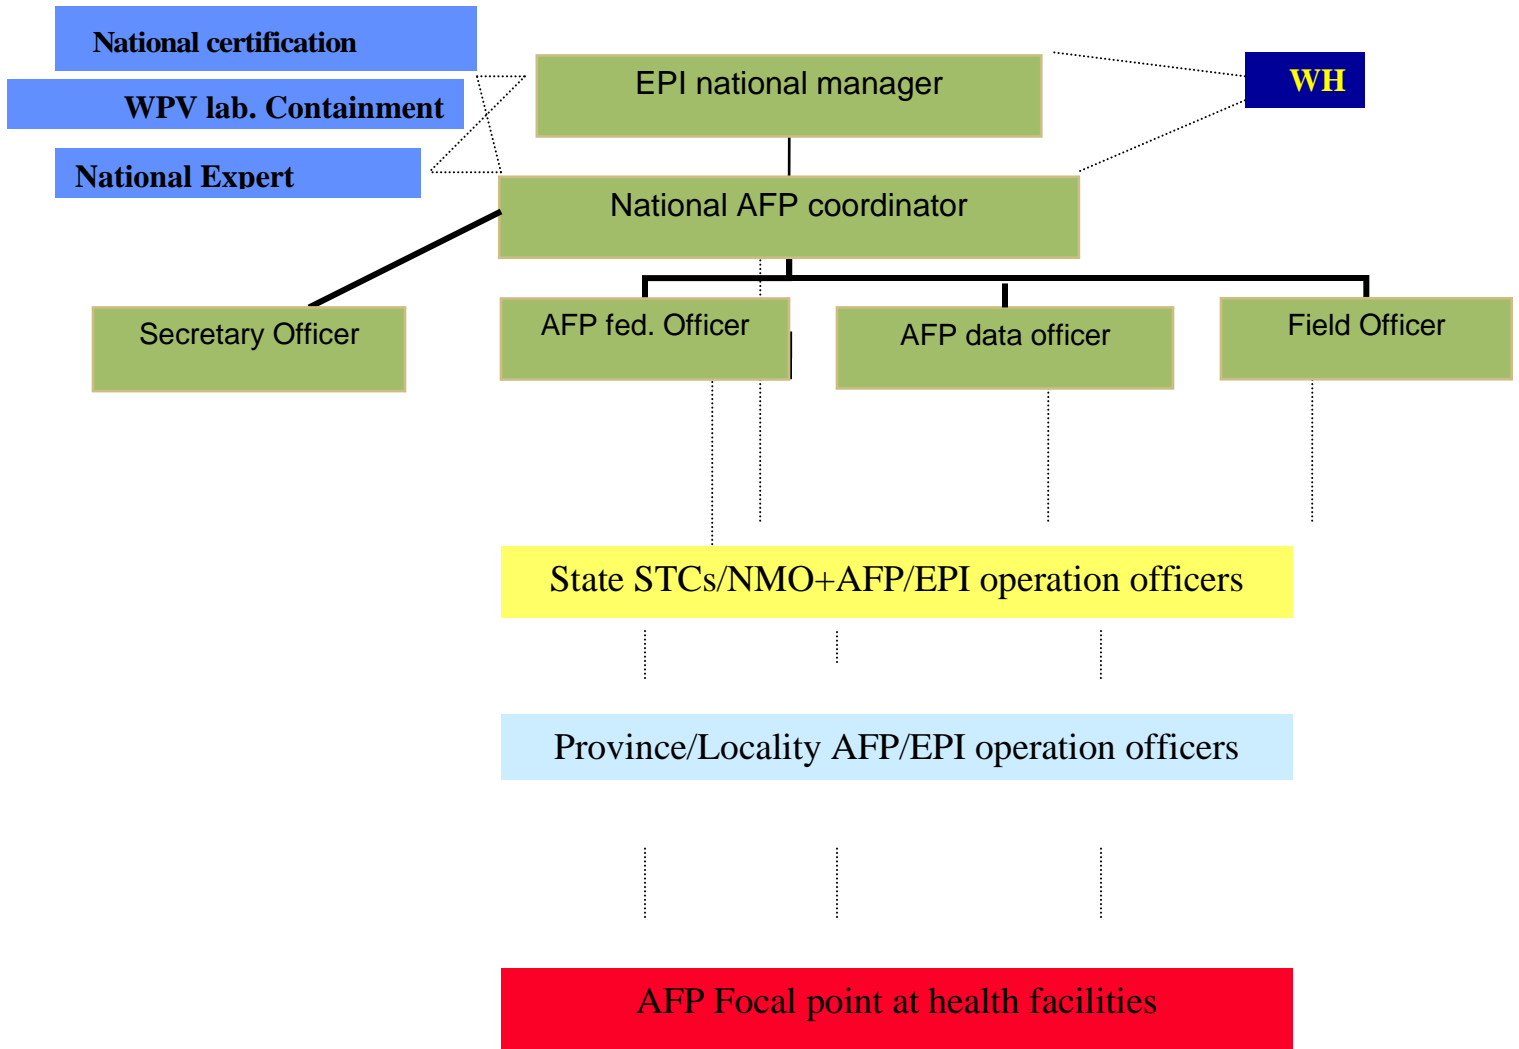 National certification
WPV lab. Containment
National Expert
EPI national manager
WH
National AFP coordinator
Secretary Officer
AFP fed. Officer
AFP data officer
Field Officer
State STCs/NMO+AFP/EPI operation officers
Province/Locality AFP/EPI operation officers
AFP Focal point at health facilities